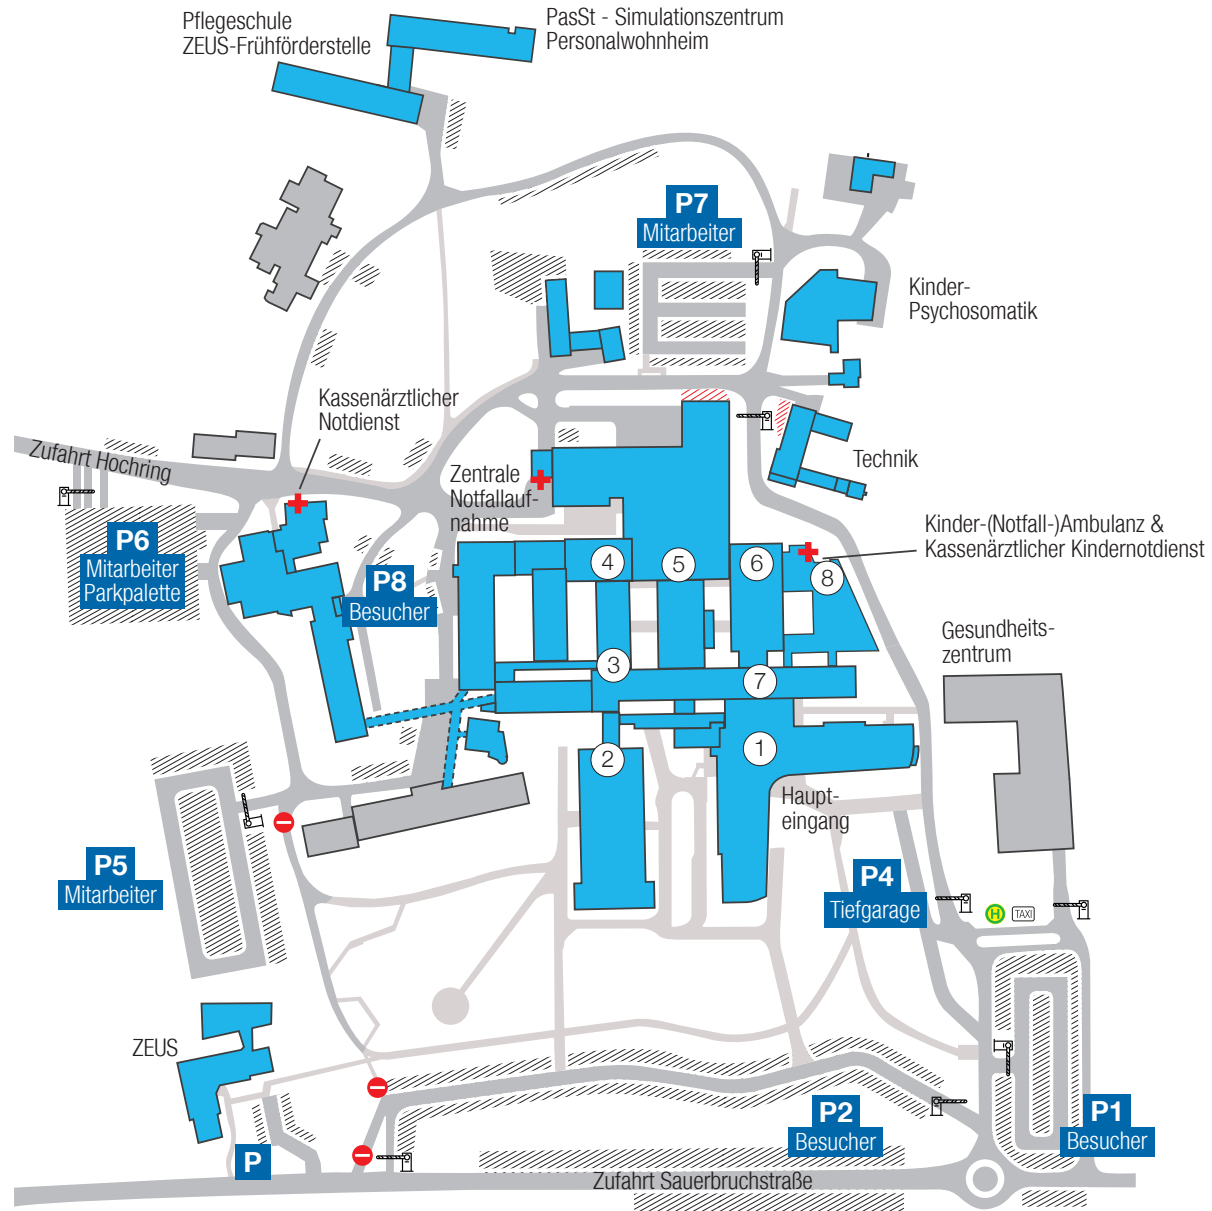 Pflegeschule
ZEUS-Frühförderstelle
PasSt - Simulationszentrum
Personalwohnheim
P7
Mitarbeiter
Kinder-
Psychosomatik
Kassenärztlicher
Notdienst
Zufahrt Hochring
Zentrale
Notfallauf-
nahme
Technik
Kinder-(Notfall-)Ambulanz &
Kassenärztlicher Kindernotdienst
P6
Mitarbeiter
Parkpalette
P8
Besucher
4
5
6
8
Gesundheits-
zentrum
3
7
2
1
Haupt-
eingang
P5
Mitarbeiter
P4
Tiefgarage
H
TAXI
ZEUS
P2
Besucher
P1
Besucher
P
Zufahrt Sauerbruchstraße